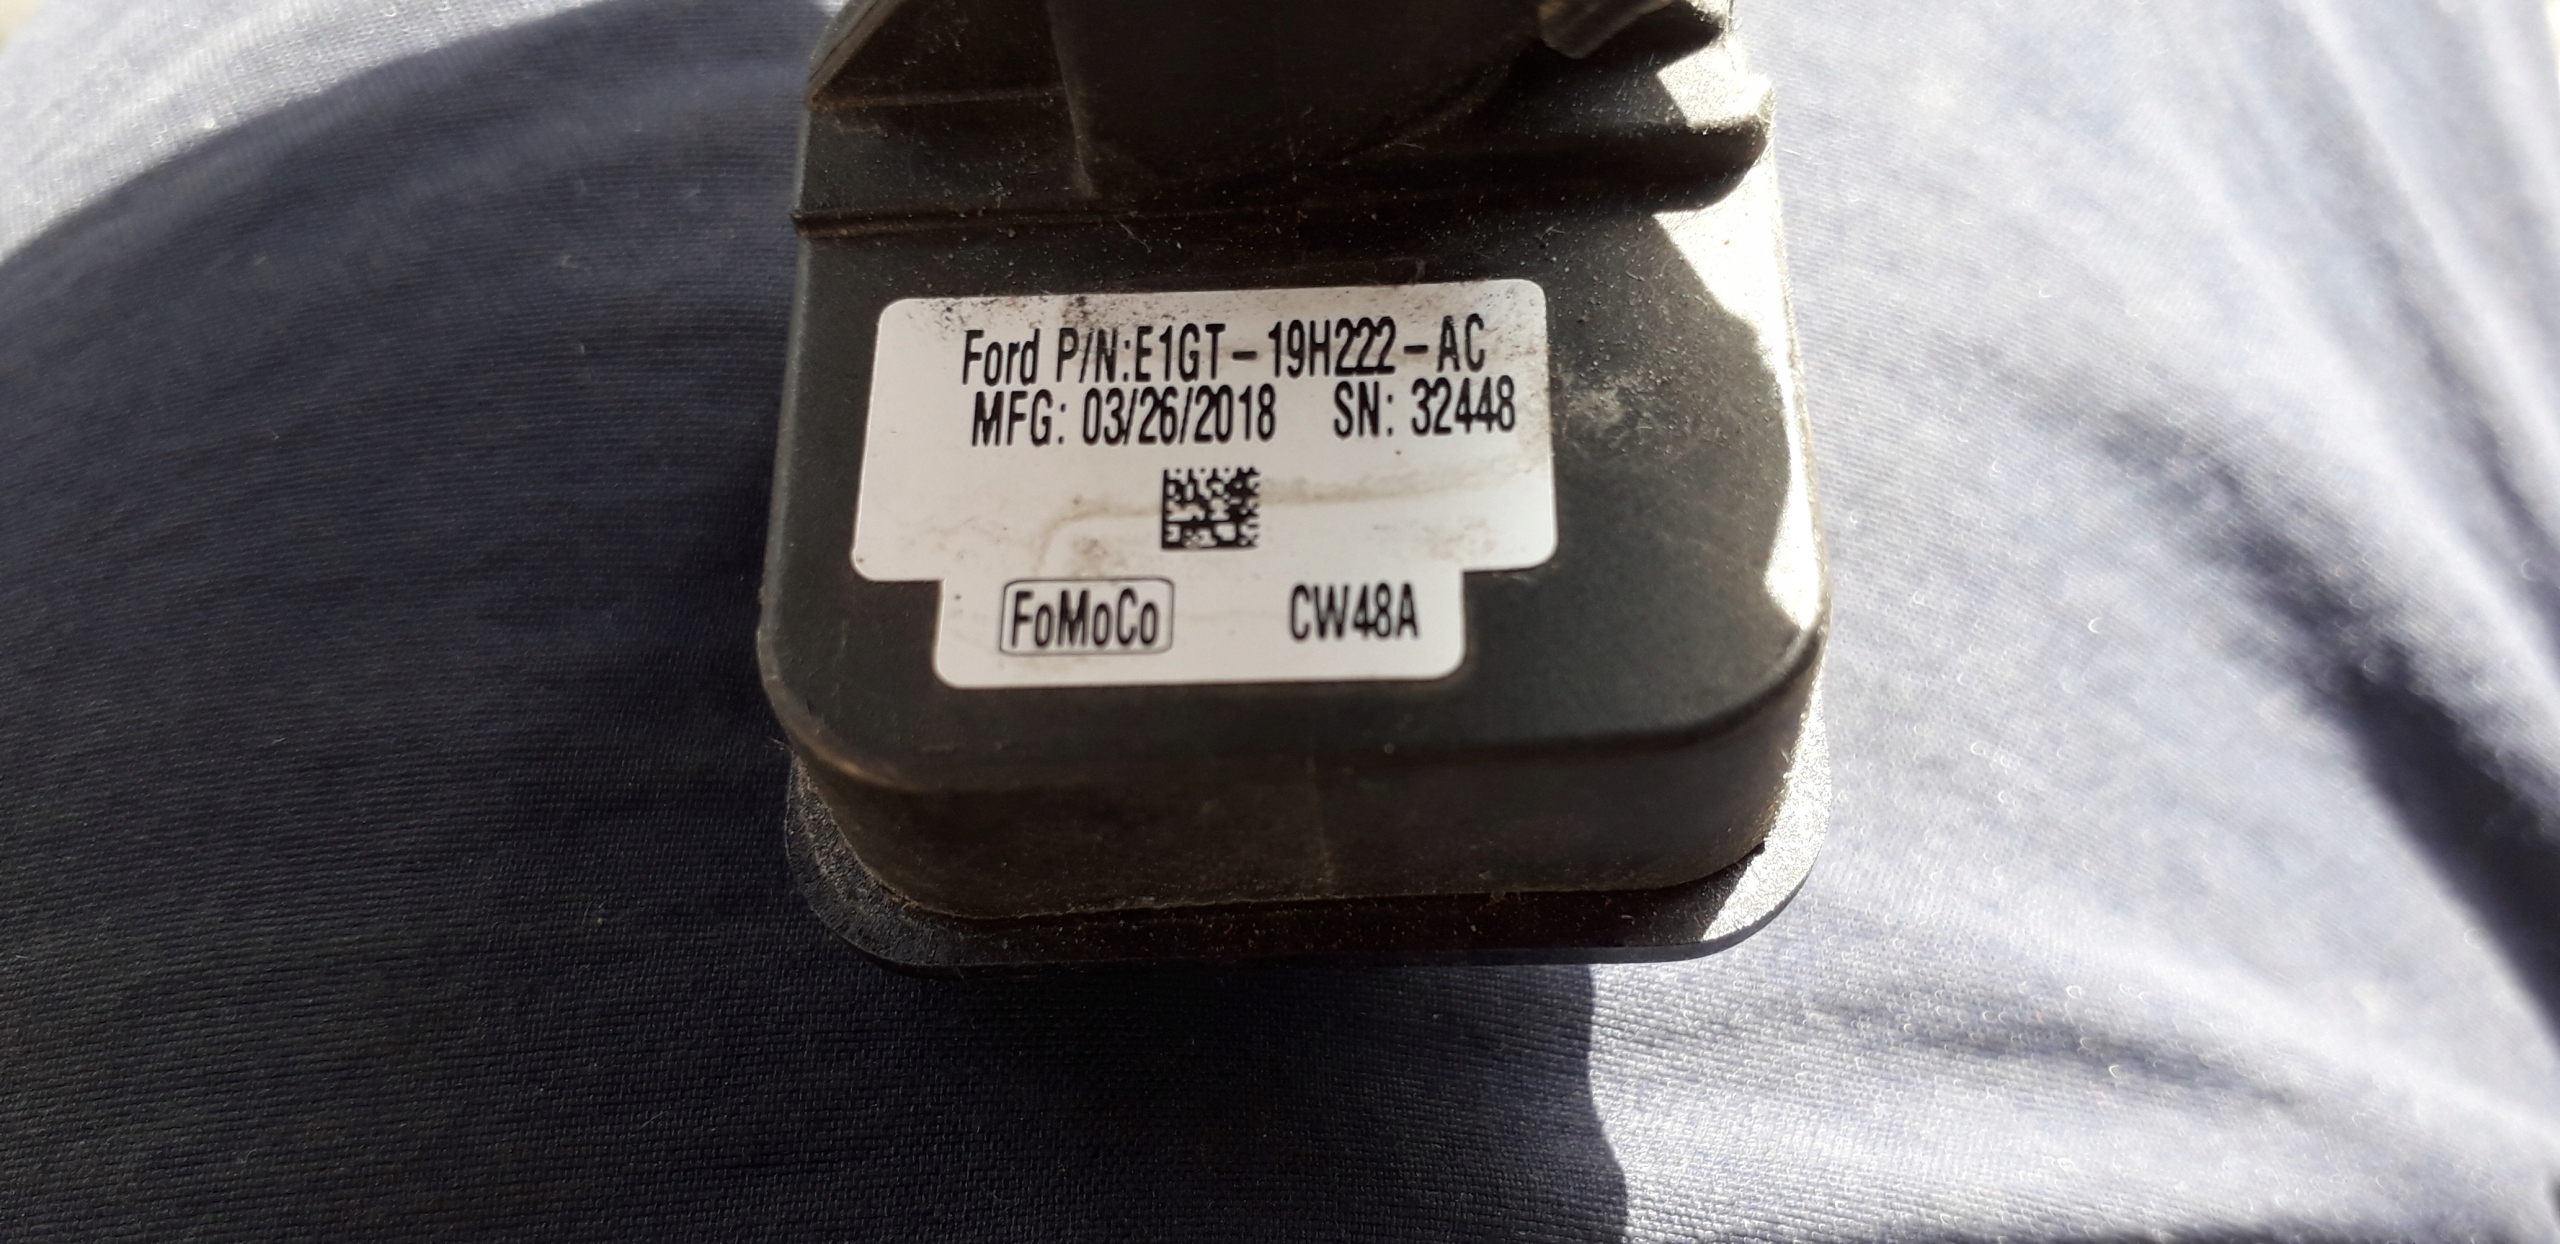 Ford P/N:E1GT-19H222-AC
MFG: 03/26/2018 SN: 32448
FoMoCo CW48A